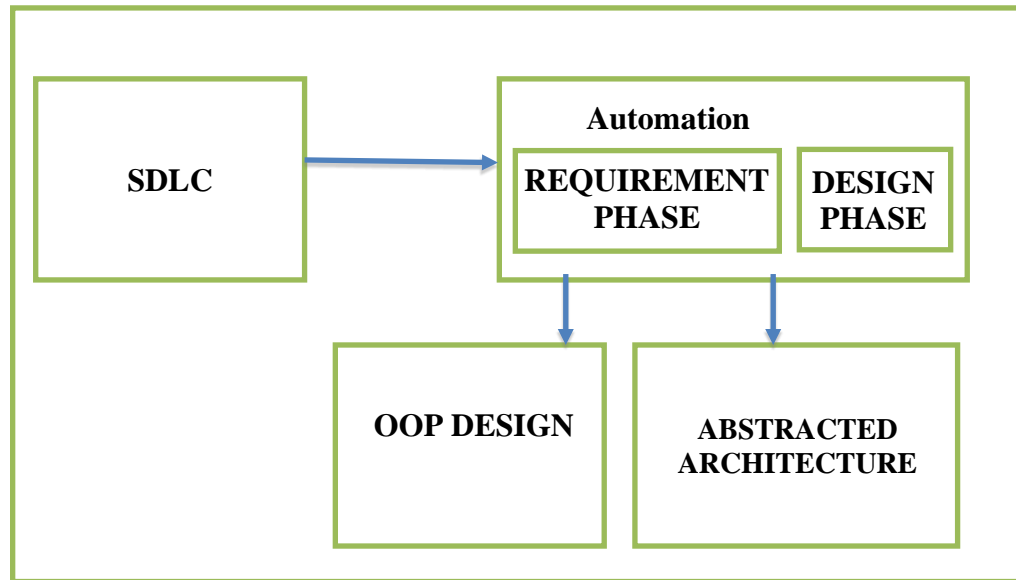 SDLC
Automation
REQUIREMENT
PHASE
DESIGN
PHASE
OOP DESIGN
ABSTRACTED
ARCHITECTURE